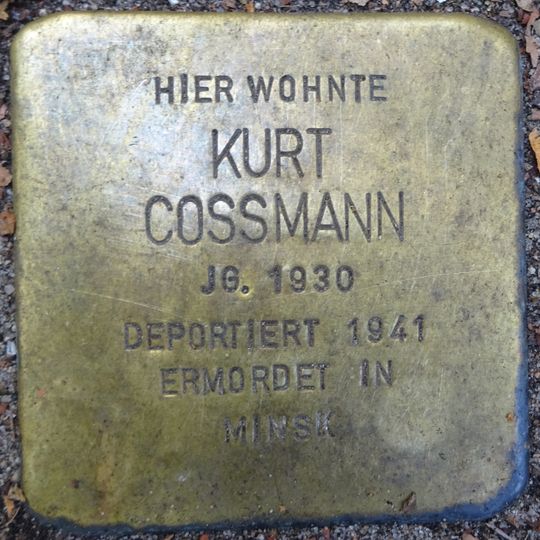 HIER WOHNTE
KURT
COSSMANN
JG. 1930
DEPORTIERT 1941
ERMORDET IN
MINSK